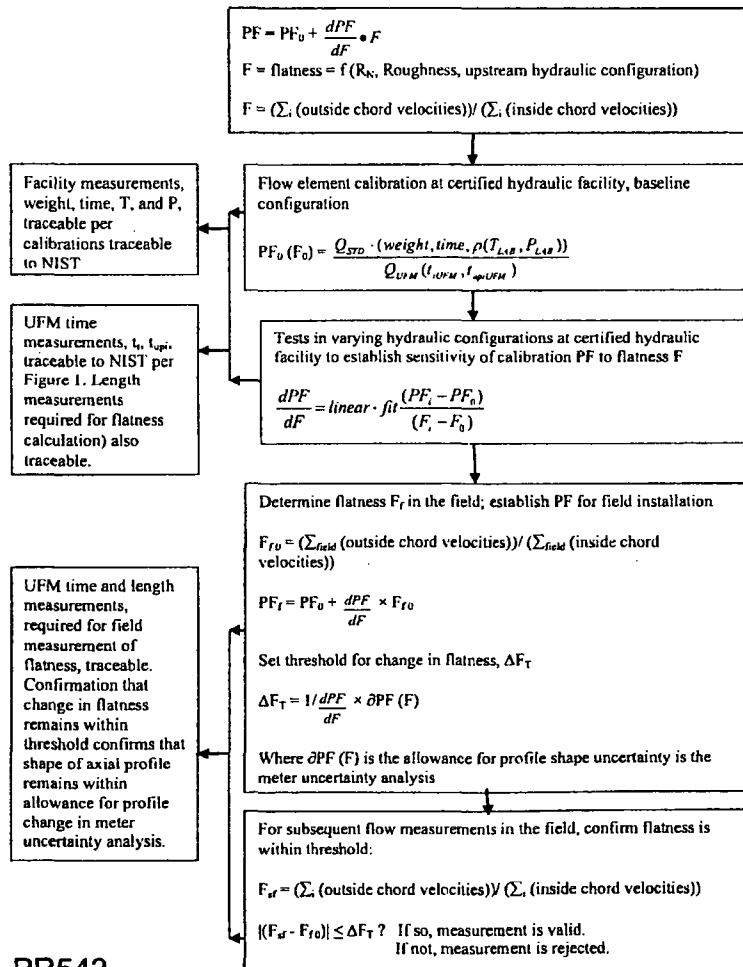 PF = PF₀ + dPF/dF • F
F = flatness = f (R_N, Roughness, upstream hydraulic configuration)
F = (∑ᵢ (outside chord velocities))/ (∑ᵢ (inside chord velocities))
Facility measurements,
weight, time, T, and P,
traceable per
calibrations traceable
to NIST
Flow element calibration at certified hydraulic facility, baseline
configuration
PF₀ (F₀) = Q_STD · (weight, time, ρ(T_LAB, P_LAB)) / Q_UFM (t_iUFM, t_upiUFM)
UFM time
measurements, tᵢ, t_upi,
traceable to NIST per
Figure 1. Length
measurements
required for flatness
calculation) also
traceable.
Tests in varying hydraulic configurations at certified hydraulic
facility to establish sensitivity of calibration PF to flatness F
dPF/dF = linear · fit (PFᵢ − PF₀)/(Fᵢ − F₀)
Determine flatness F_f in the field; establish PF for field installation
F_f0 = (∑_field (outside chord velocities))/ (∑_field (inside chord
velocities))
PF_f = PF₀ + dPF/dF × F_f0
Set threshold for change in flatness, ΔF_T
ΔF_T = 1/ dPF/dF × ∂PF (F)
Where ∂PF (F) is the allowance for profile shape uncertainty is the
meter uncertainty analysis
UFM time and length
measurements,
required for field
measurement of
flatness, traceable.
Confirmation that
change in flatness
remains within
threshold confirms that
shape of axial profile
remains within
allowance for profile
change in meter
uncertainty analysis.
For subsequent flow measurements in the field, confirm flatness is
within threshold:
F_sf = (∑ᵢ (outside chord velocities))/ (∑ᵢ (inside chord velocities))
|(F_sf - F_f0)| ≤ ΔF_T ? If so, measurement is valid.
If not, measurement is rejected.